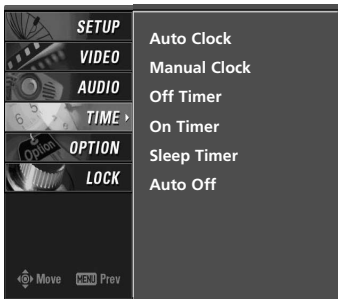 SETUP
VIDEO
AUDIO
TIME
OPTION
LOCK
Move MENU Prev
Auto Clock
Manual Clock
Off Timer
On Timer
Sleep Timer
Auto Off